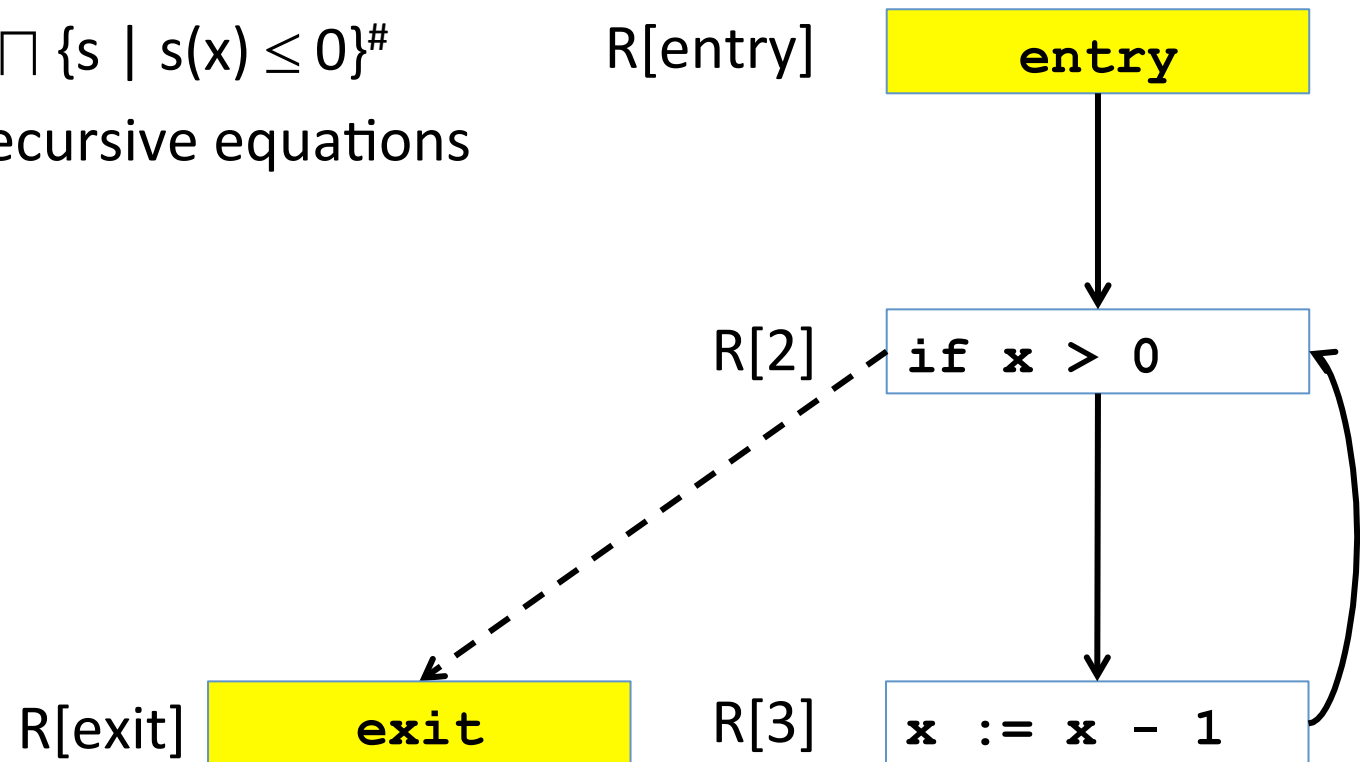 ⊓ {s | s(x) ≤ 0}#
ecursive equations
R[entry]
entry
R[2]
if x > 0
R[exit]
exit
R[3]
x := x - 1